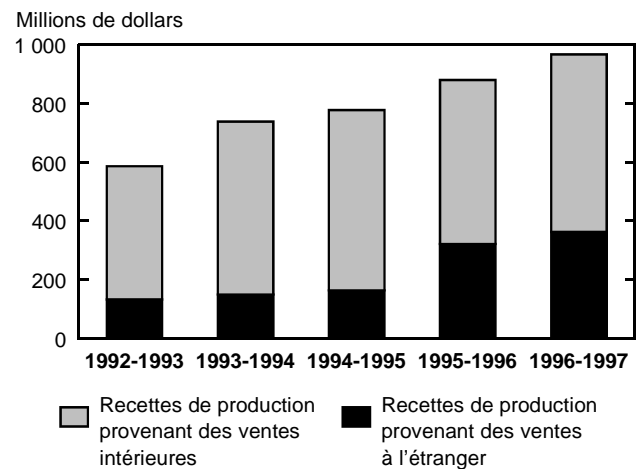 Millions de dollars
1 000
800
600
400
200
0
1992-1993 1993-1994 1994-1995 1995-1996 1996-1997
Recettes de production
provenant des ventes
intérieures
Recettes de production
provenant des ventes
à l'étranger